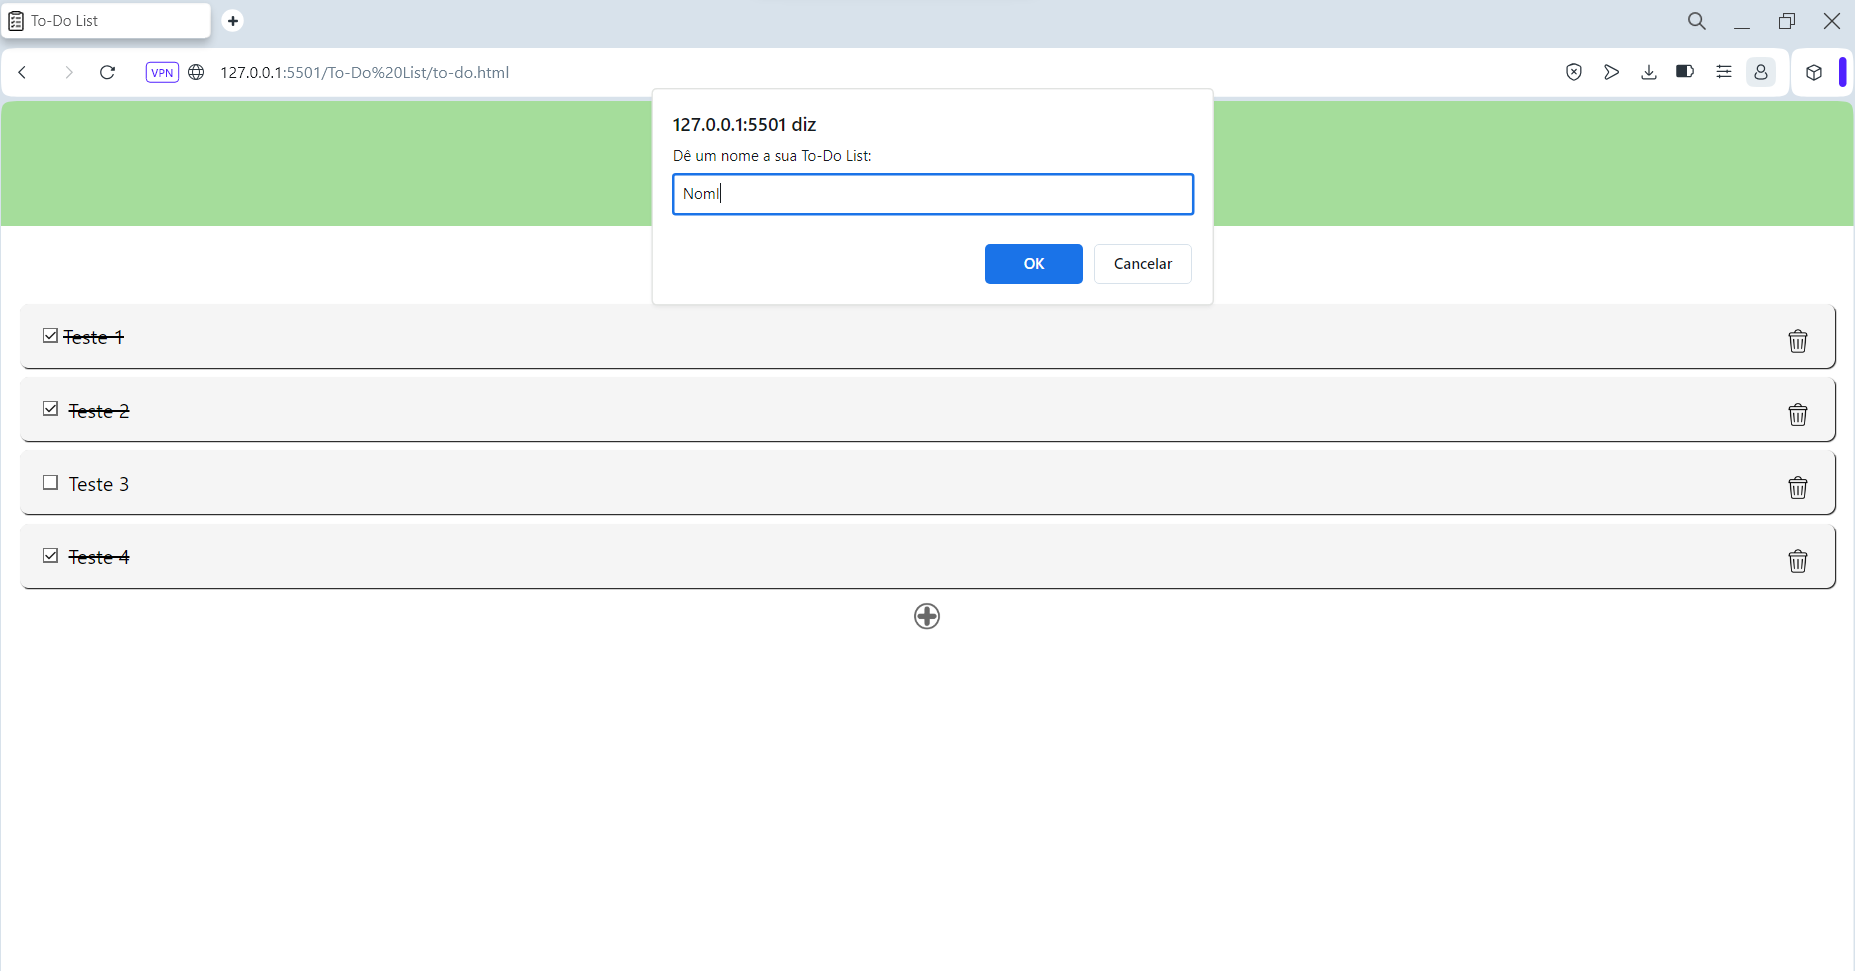 To-Do List
VPN
127.0.0.1:5501/To-Do%20List/to-do.html
127.0.0.1:5501 diz
Dê um nome a sua To-Do List:
Noml
OK
Cancelar
Teste 1
Teste 2
Teste 3
Teste 4